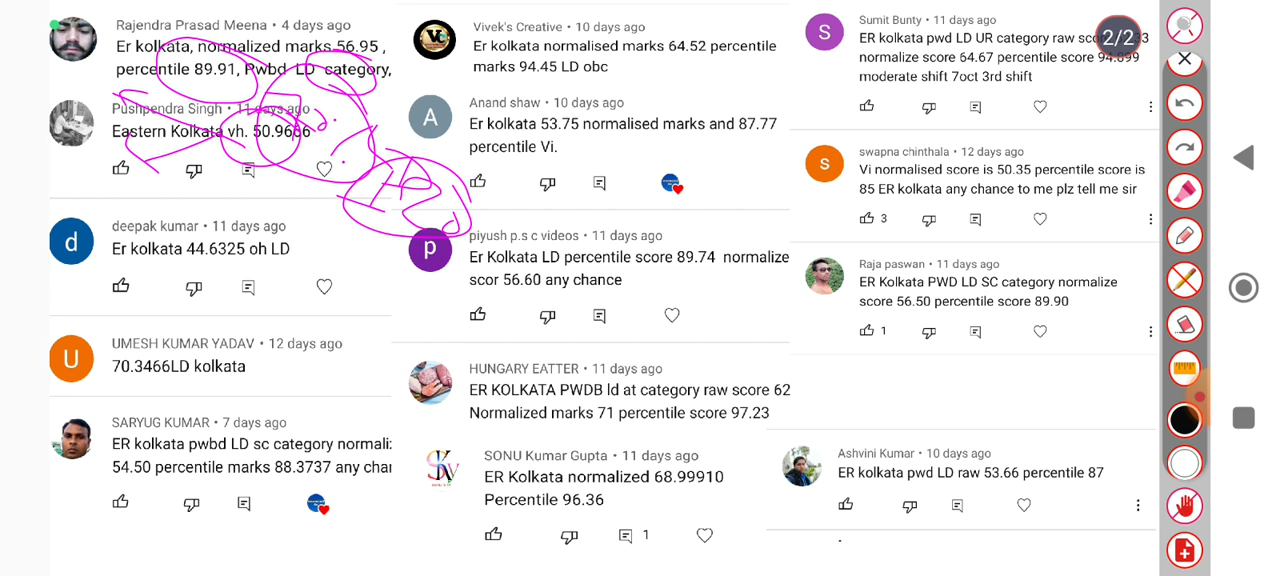 Rajendra Prasad Meena • 4 days ago
Er kolkata, normalized marks 56.95 ,
percentile 89.91, Pwbd LD category,
Pushpendra Singh • 11 days ago
Eastern Kolkata vh. 50.9666
deepak kumar • 11 days ago
Er kolkata 44.6325 oh LD
UMESH KUMAR YADAV • 12 days ago
70.3466LD kolkata
SARYUG KUMAR • 7 days ago
ER kolkata pwbd LD sc category normali
54.50 percentile marks 88.3737 any char
Vivek's Creative • 10 days ago
Er kolkata normalised marks 64.52 percentile
marks 94.45 LD obc
Anand shaw • 10 days ago
Er kolkata 53.75 normalised marks and 87.77
percentile Vi.
piyush p.s c videos • 11 days ago
Er Kolkata LD percentile score 89.74 normalize
scor 56.60 any chance
HUNGARY EATTER • 11 days ago
ER KOLKATA PWDB ld at category raw score 62
Normalized marks 71 percentile score 97.23
SONU Kumar Gupta • 11 days ago
ER Kolkata normalized 68.99910
Percentile 96.36
1
Sumit Bunty • 11 days ago
ER kolkata pwd LD UR category raw 33
normalize score 64.67 percentile score 94.899
moderate shift 7oct 3rd shift
swapna chinthala • 12 days ago
Vi normalised score is 50.35 percentile score is
85 ER kolkata any chance to me plz tell me sir
3
Raja paswan • 11 days ago
ER Kolkata PWD LD SC category normalize
score 56.50 percentile score 89.90
1
Ashvini Kumar • 10 days ago
ER kolkata pwd LD raw 53.66 percentile 87
2/2
d
U
VC
A
p
SKV
S
s